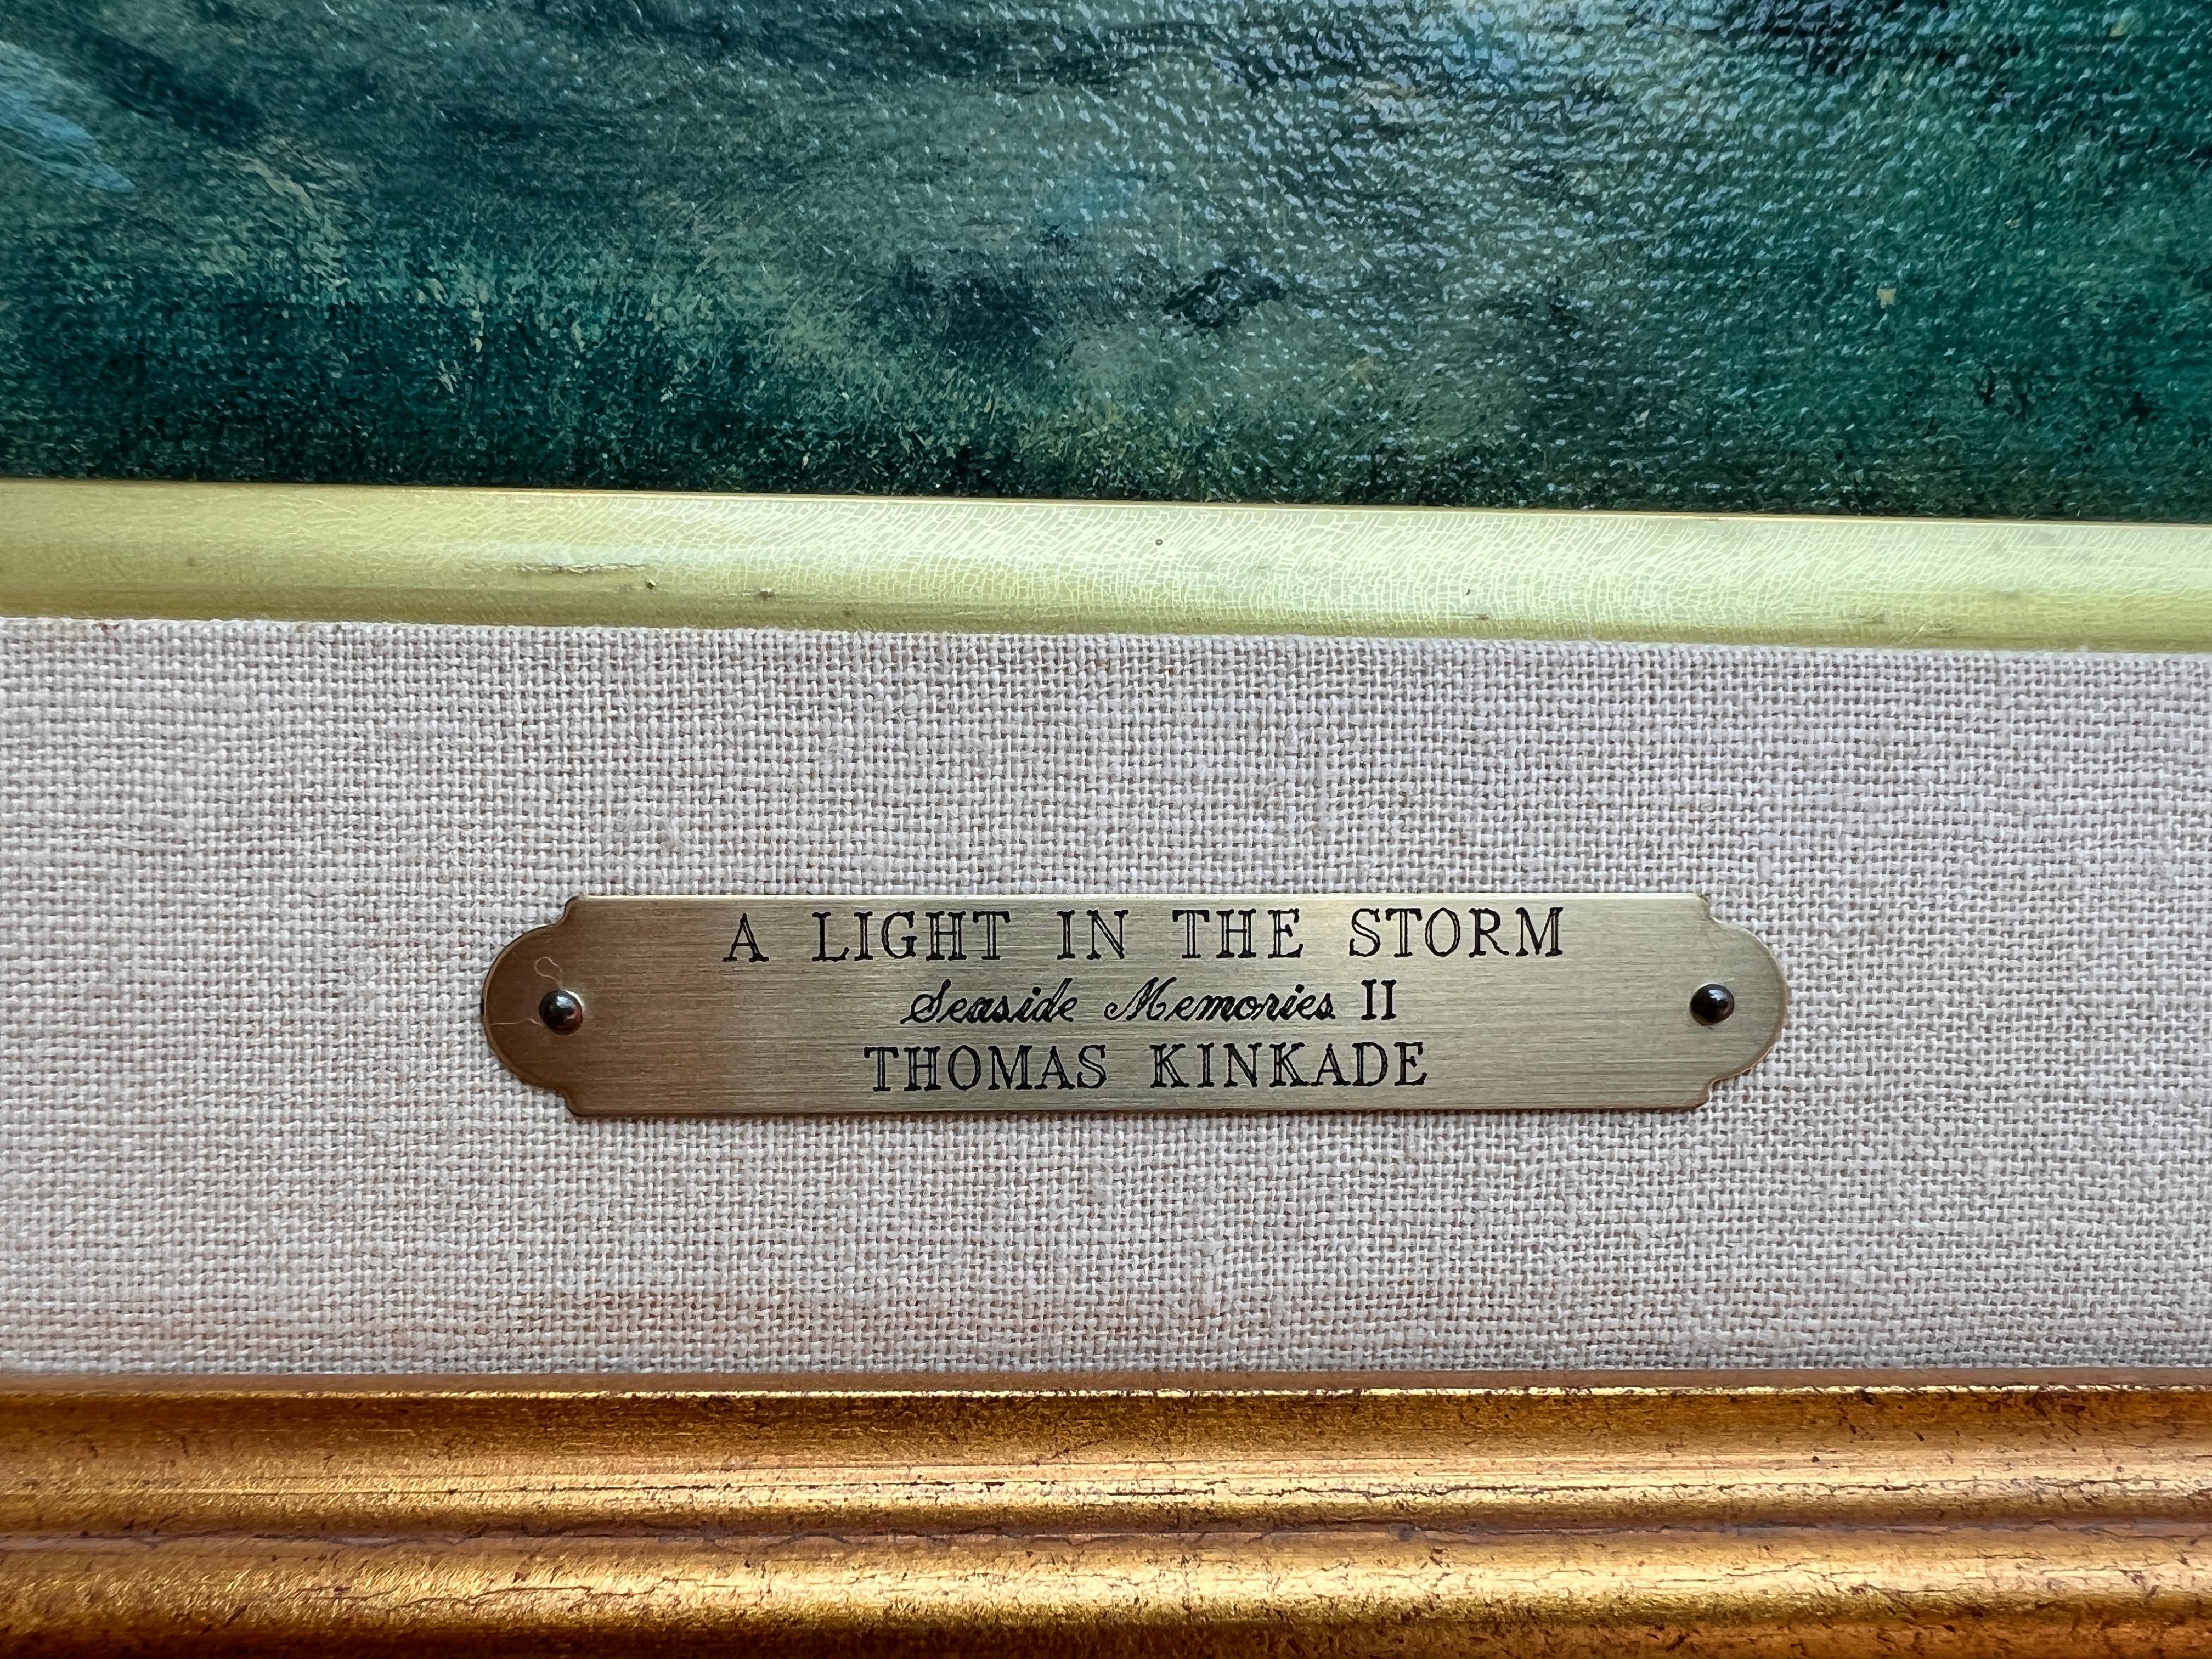 A LIGHT IN THE STORM
Seaside Memories II
THOMAS KINKADE